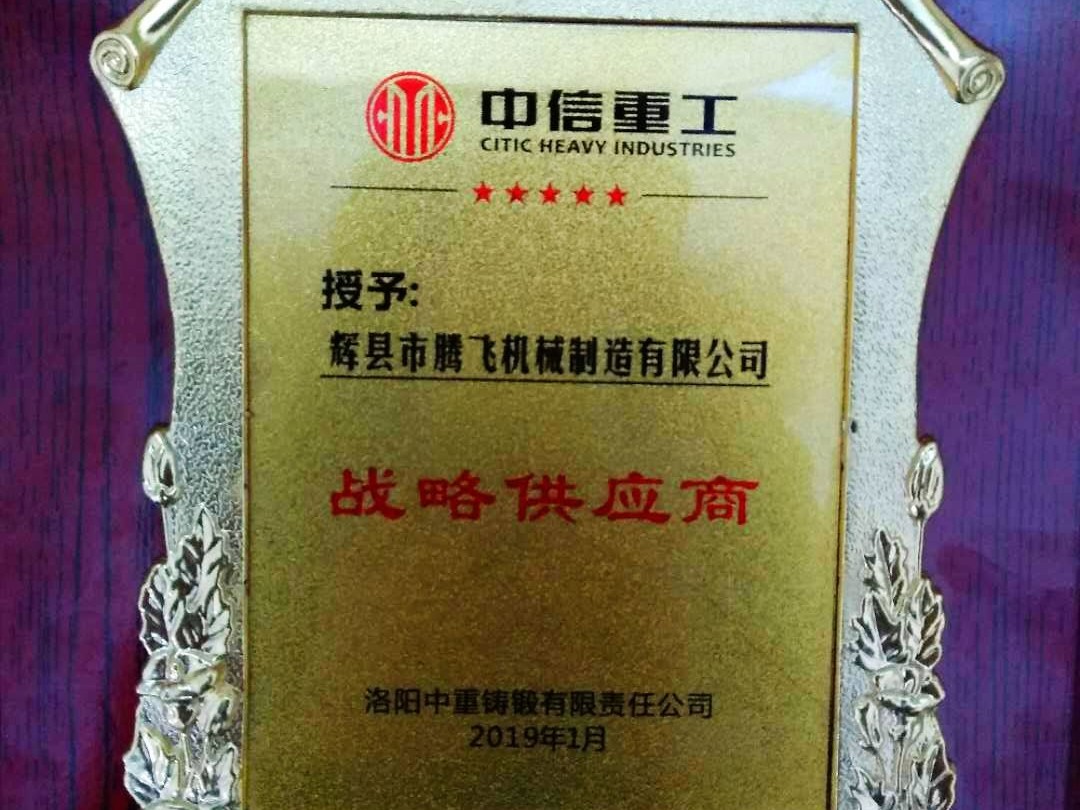 中信重工
CITIC HEAVY INDUSTRIES
授予:
辉县市腾飞机械制造有限公司
战略供应商
洛阳中重铸锻有限责任公司
2019年1月